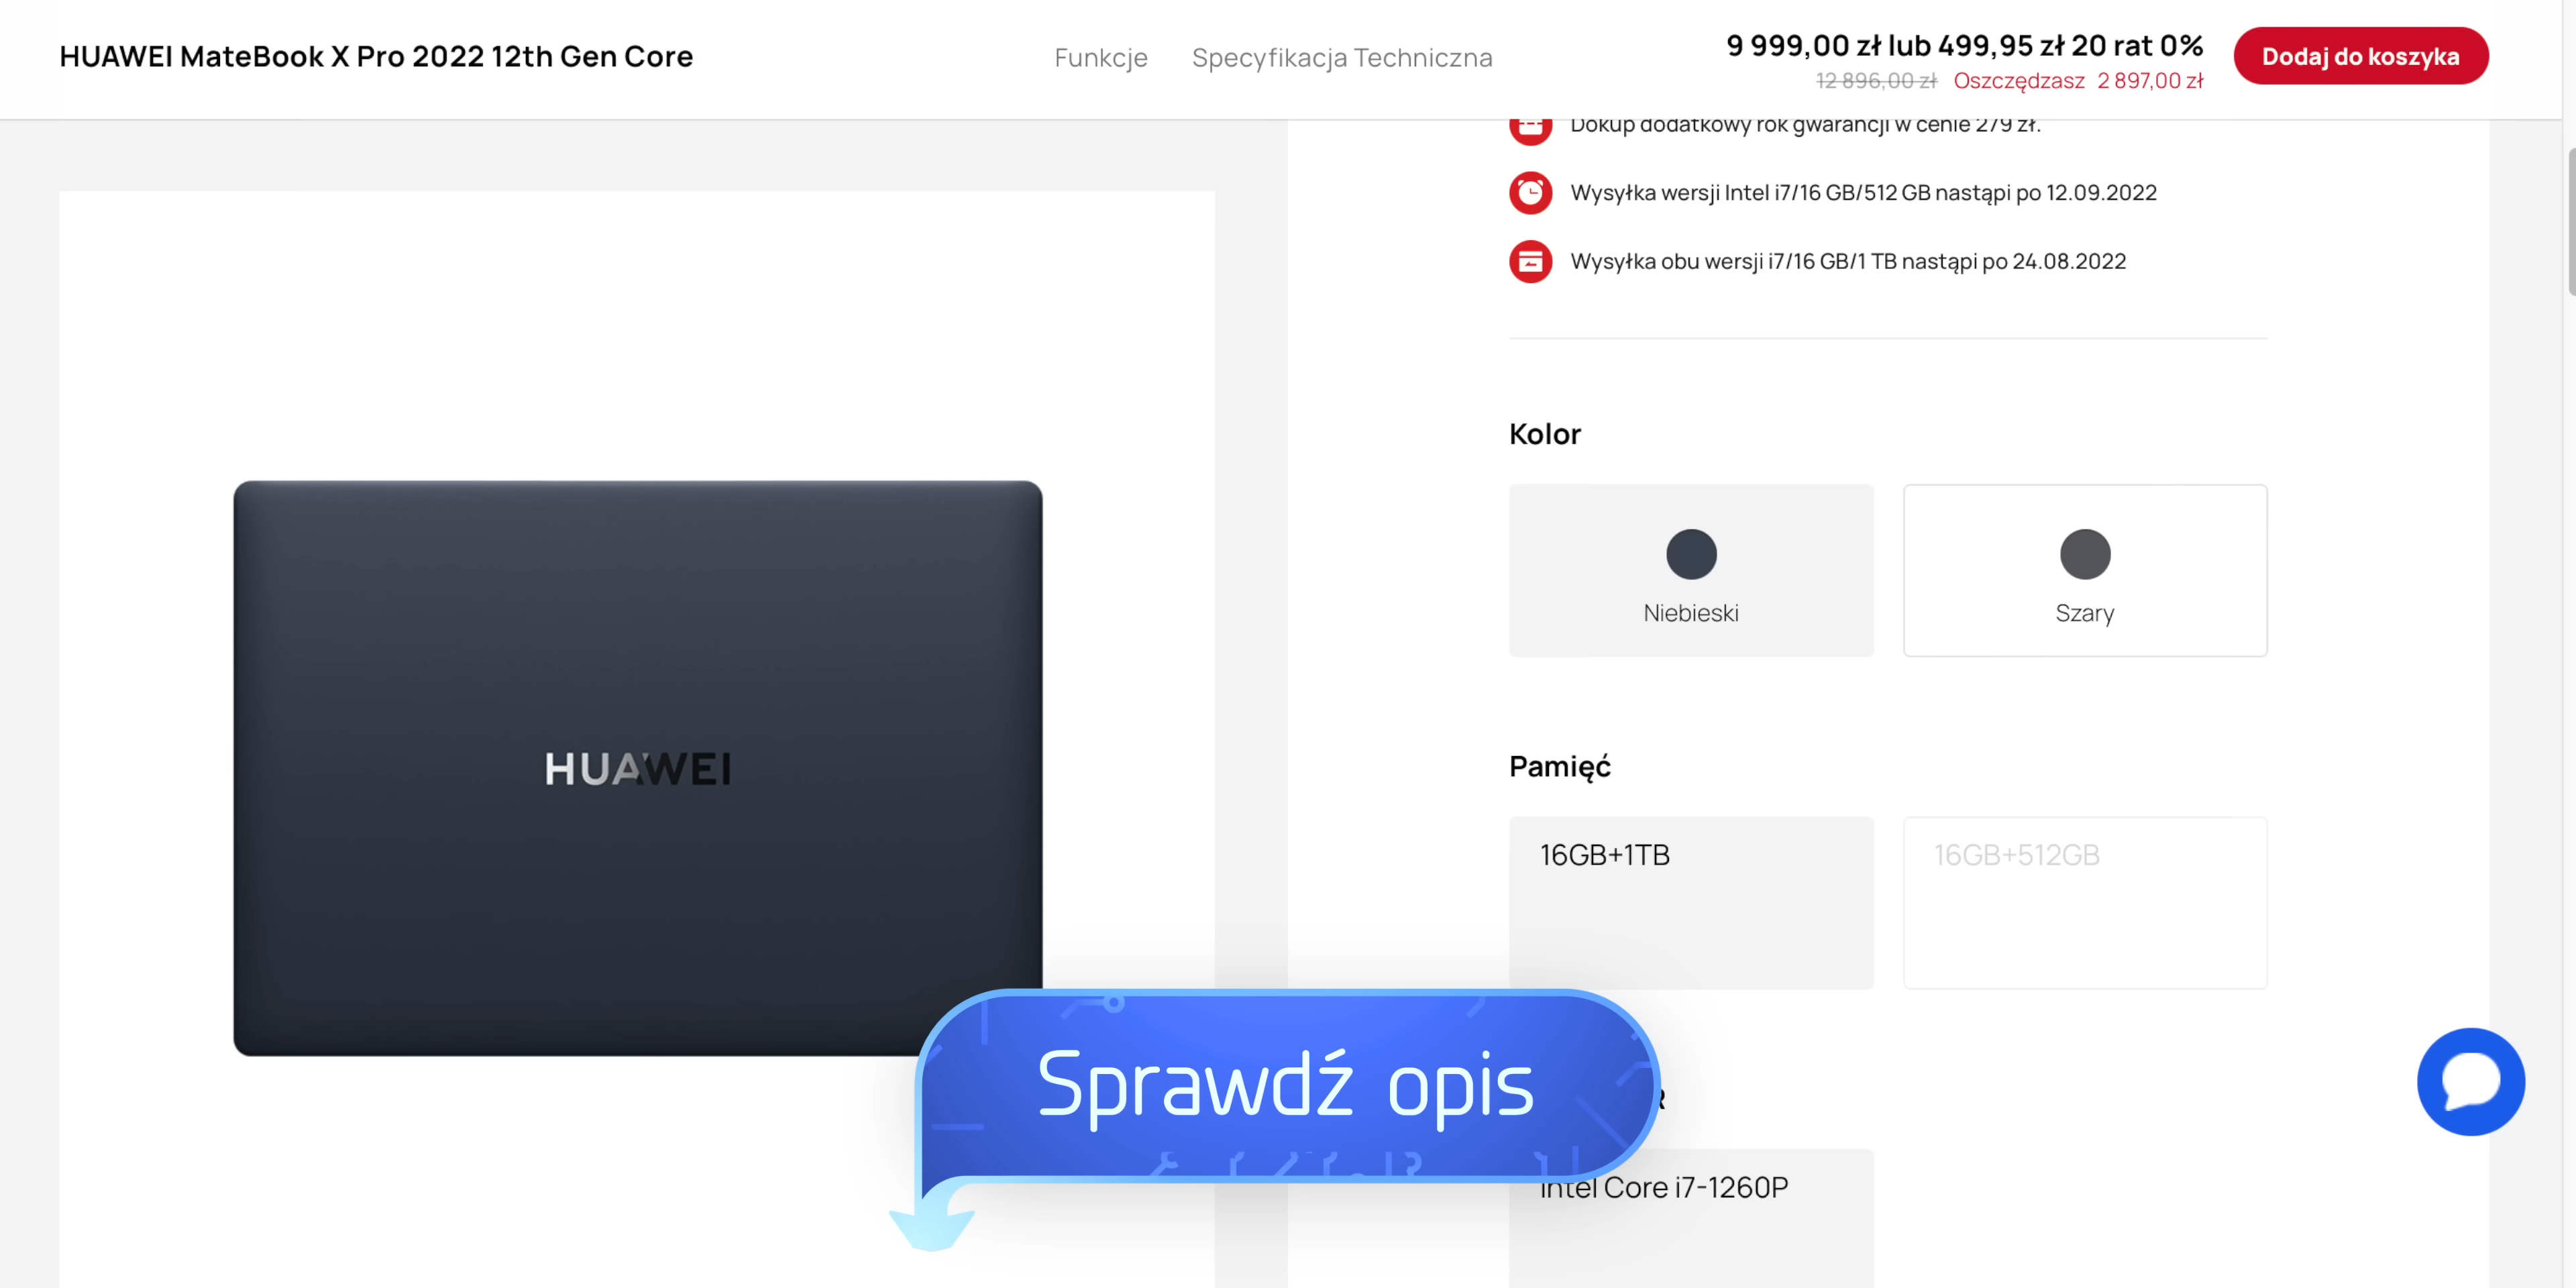 HUAWEI MateBook X Pro 2022 12th Gen Core
Funkcje
Specyfikacja Techniczna
9 999,00 zł lub 499,95 zł 20 rat 0%
12 896,00 zł Oszczędzasz 2 897,00 zł
Dodaj do koszyka
Dokup dodatkowy rok gwarancji w cenie 279 zł.
Wysyłka wersji Intel i7/16 GB/512 GB nastąpi po 12.09.2022
Wysyłka obu wersji i7/16 GB/1 TB nastąpi po 24.08.2022
Kolor
Niebieski
Szary
HUAWEI
Pamięć
16GB+1TB
16GB+512GB
Sprawdź opis
Intel Core i7-1260P